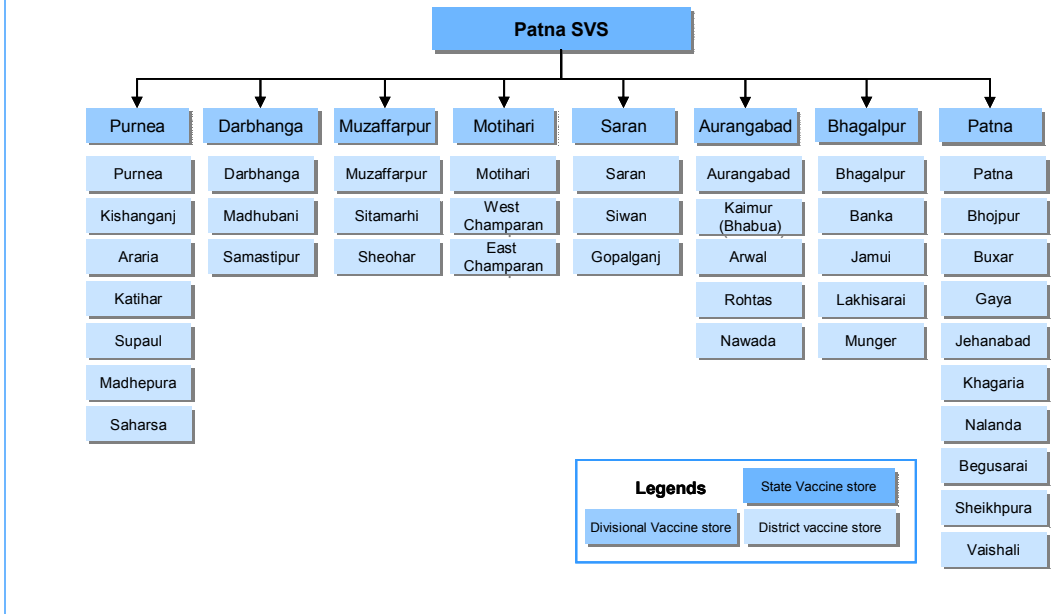 Patna SVS
Purnea
Darbhanga
Muzaffarpur
Motihari
Saran
Aurangabad
Bhagalpur
Patna
Purnea
Kishanganj
Araria
Katihar
Supaul
Madhepura
Saharsa
Darbhanga
Madhubani
Samastipur
Muzaffarpur
Sitamarhi
Sheohar
Motihari
West
Champaran
East
Champaran
Saran
Siwan
Gopalganj
Aurangabad
Kaimur
(Bhabua)
Arwal
Rohtas
Nawada
Bhagalpur
Banka
Jamui
Lakhisarai
Munger
Patna
Bhojpur
Buxar
Gaya
Jehanabad
Khagaria
Nalanda
Begusarai
Sheikhpura
Vaishali
Legends
State Vaccine store
Divisional Vaccine store
District vaccine store